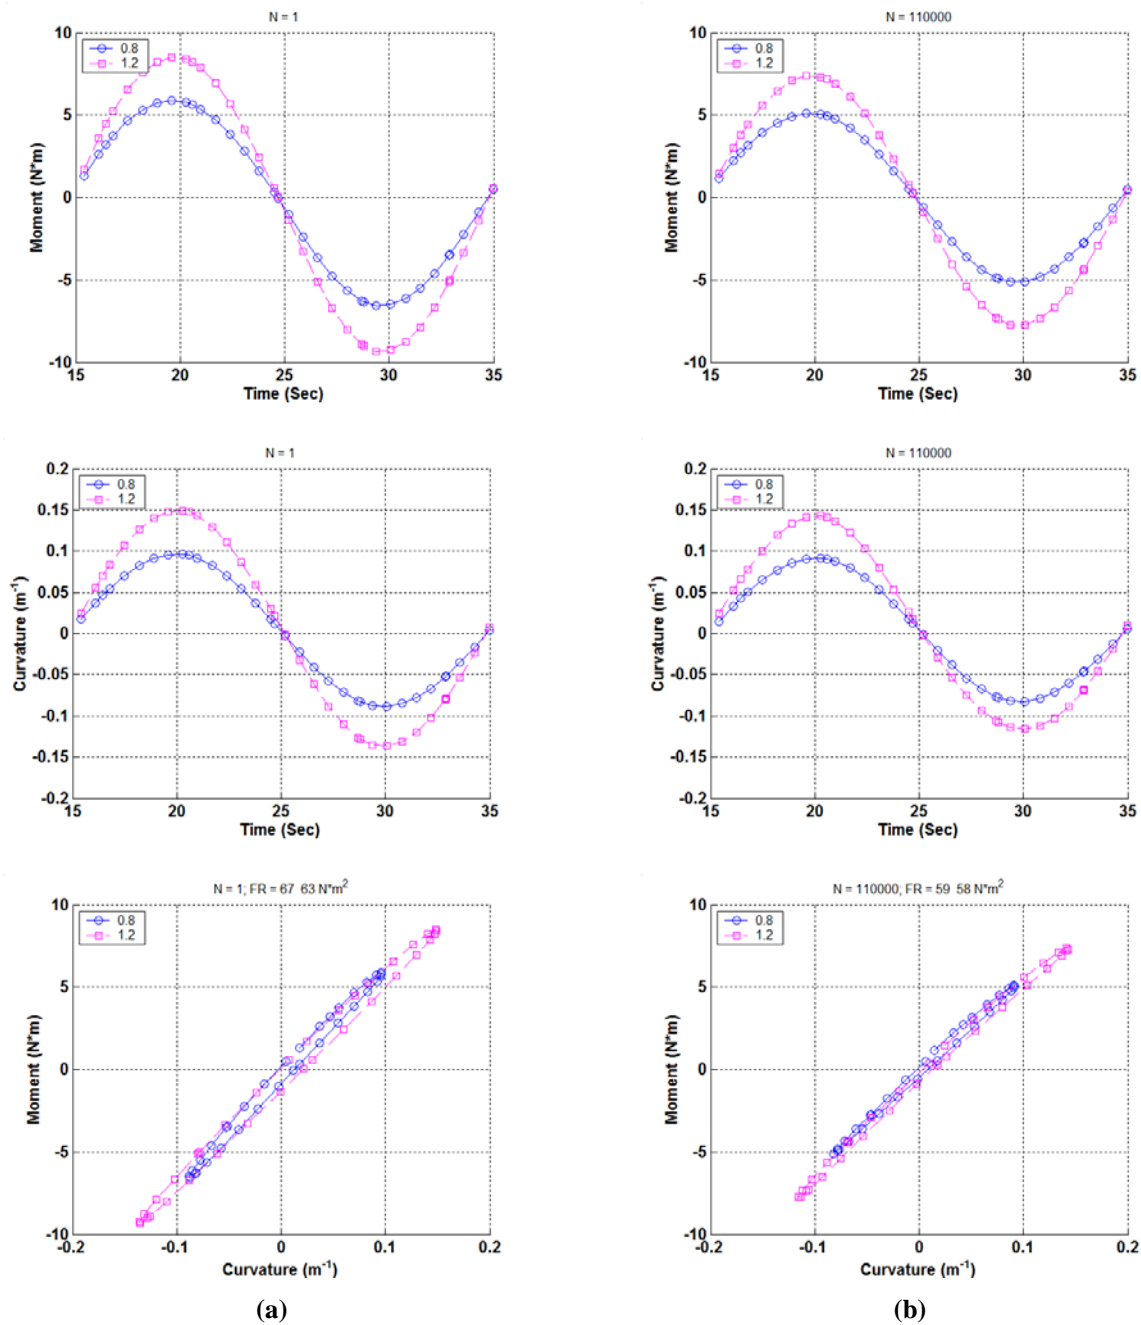 N = 1
10
5
0
-5
-10
Moment (N*m)
0.8
1.2
15 20 25 30 35
Time (Sec)
N = 110000
10
5
0
-5
-10
Moment (N*m)
0.8
1.2
15 20 25 30 35
Time (Sec)
N = 1
0.2
0.15
0.1
0.05
0
-0.05
-0.1
-0.15
-0.2
Curvature (m-1)
0.8
1.2
15 20 25 30 35
Time (Sec)
N = 110000
0.2
0.15
0.1
0.05
0
-0.05
-0.1
-0.15
-0.2
Curvature (m-1)
0.8
1.2
15 20 25 30 35
Time (Sec)
N = 1; FR = 67 63 N*m2
10
5
0
-5
-10
Moment (N*m)
0.8
1.2
-0.2 -0.1 0 0.1 0.2
Curvature (m-1)
N = 110000; FR = 59 58 N*m2
10
5
0
-5
-10
Moment (N*m)
0.8
1.2
-0.2 -0.1 0 0.1 0.2
Curvature (m-1)
(a)
(b)